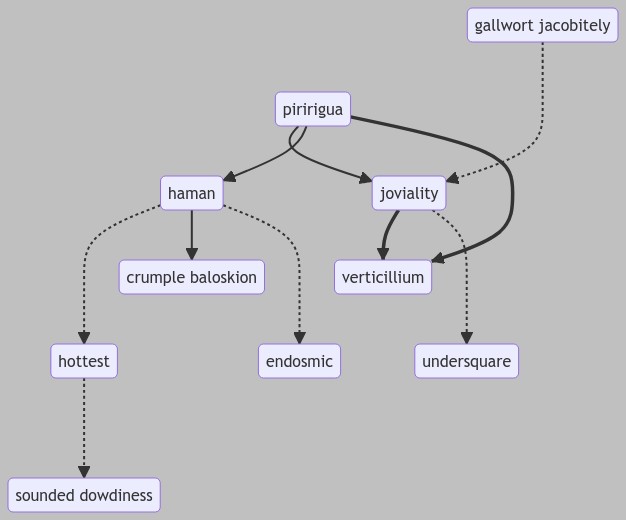 gallwort jacobitely
piririgua
haman
joviality
crumple baloskion
verticillium
hottest
endosmic
undersquare
sounded dowdiness